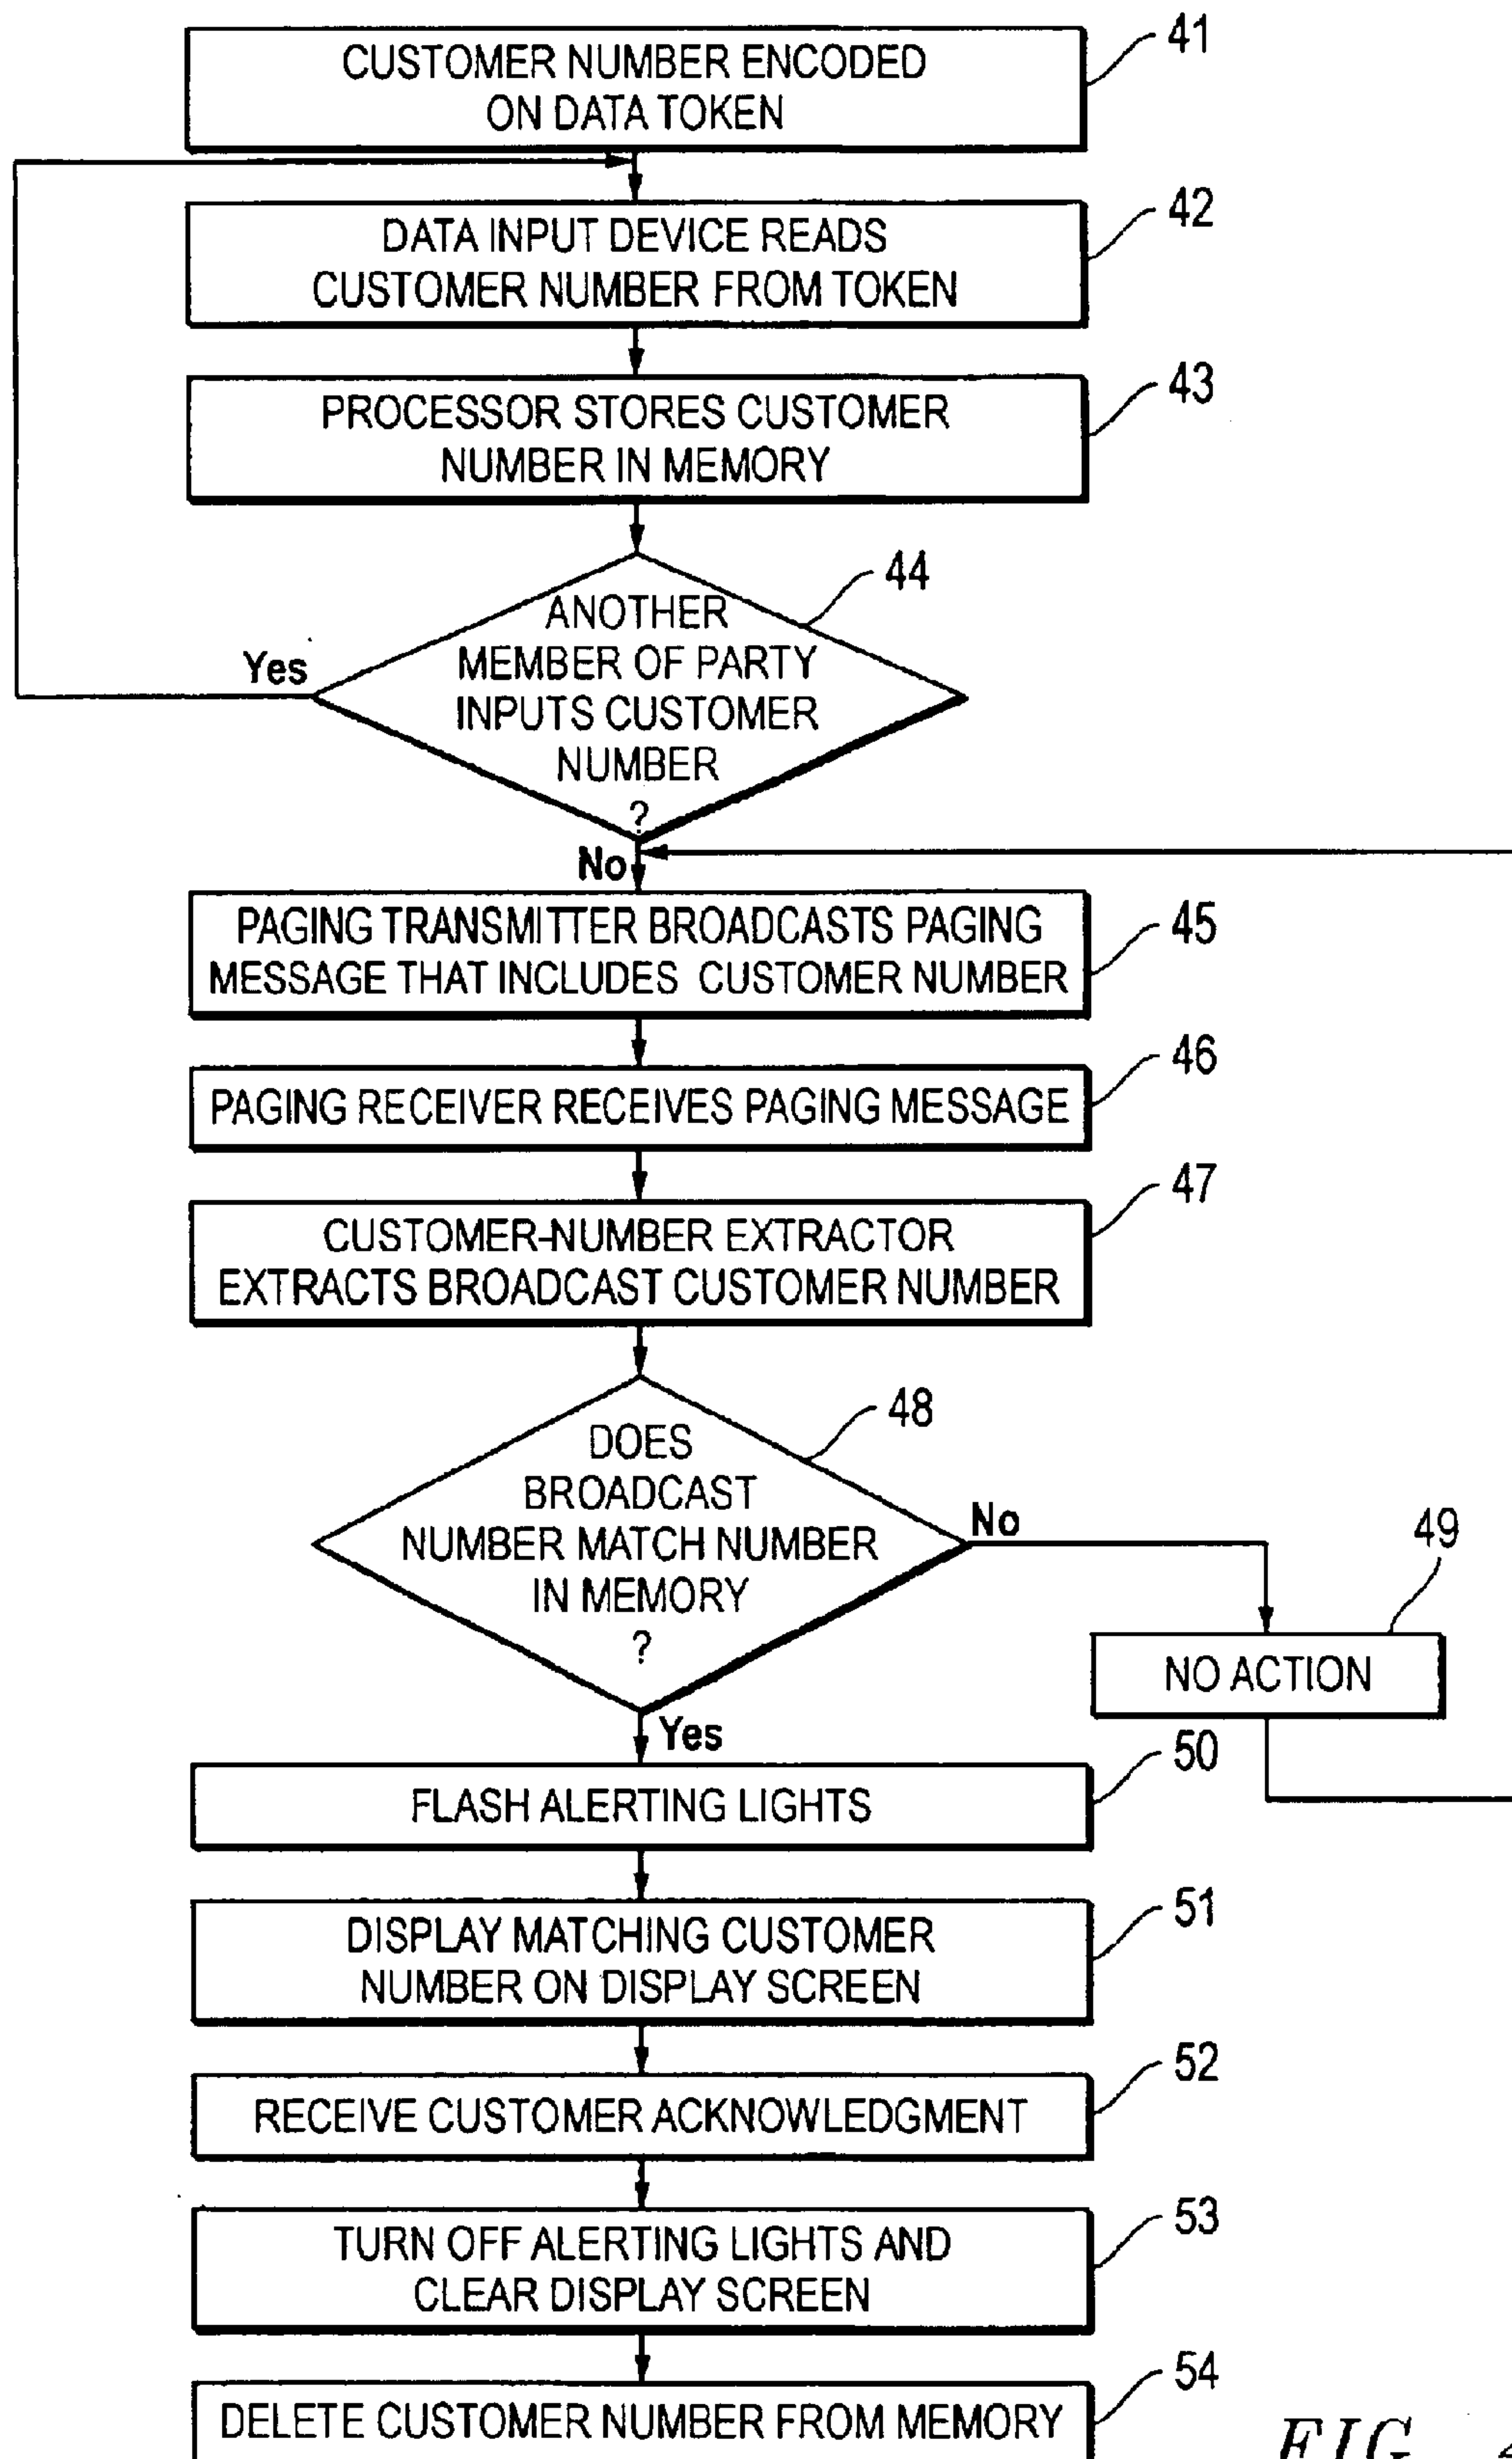 CUSTOMER NUMBER ENCODED
ON DATA TOKEN
41
DATA INPUT DEVICE READS
CUSTOMER NUMBER FROM TOKEN
42
PROCESSOR STORES CUSTOMER
NUMBER IN MEMORY
43
ANOTHER
MEMBER OF PARTY
INPUTS CUSTOMER
NUMBER
?
44
Yes
No
PAGING TRANSMITTER BROADCASTS PAGING
MESSAGE THAT INCLUDES CUSTOMER NUMBER
45
PAGING RECEIVER RECEIVES PAGING MESSAGE
46
CUSTOMER-NUMBER EXTRACTOR
EXTRACTS BROADCAST CUSTOMER NUMBER
47
DOES
BROADCAST
NUMBER MATCH NUMBER
IN MEMORY
?
48
No
49
NO ACTION
Yes
FLASH ALERTING LIGHTS
50
DISPLAY MATCHING CUSTOMER
NUMBER ON DISPLAY SCREEN
51
RECEIVE CUSTOMER ACKNOWLEDGMENT
52
TURN OFF ALERTING LIGHTS AND
CLEAR DISPLAY SCREEN
53
DELETE CUSTOMER NUMBER FROM MEMORY
54
FIG